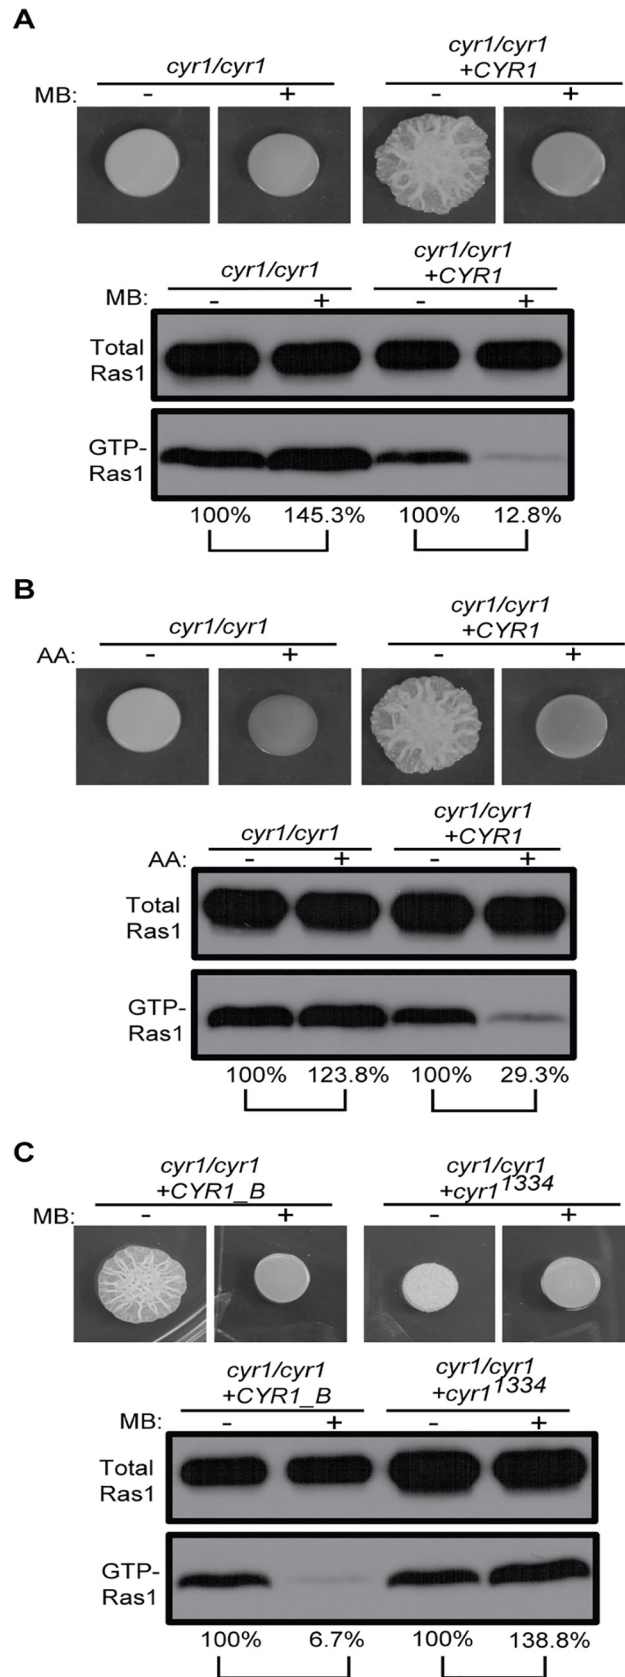 A
cyr1/cyr1
cyr1/cyr1
+CYR1
MB: - + - +
cyr1/cyr1
cyr1/cyr1
+CYR1
MB: - + - +
Total
Ras1
GTP-
Ras1
100% 145.3% 100% 12.8%
B
cyr1/cyr1
cyr1/cyr1
+CYR1
AA: - + - +
cyr1/cyr1
cyr1/cyr1
+CYR1
AA: - + - +
Total
Ras1
GTP-
Ras1
100% 123.8% 100% 29.3%
C
cyr1/cyr1 cyr1/cyr1
+CYR1_B +cyr1^1334
MB: - + - +
cyr1/cyr1 cyr1/cyr1
+CYR1_B +cyr1^1334
MB: - + - +
Total
Ras1
GTP-
Ras1
100% 6.7% 100% 138.8%